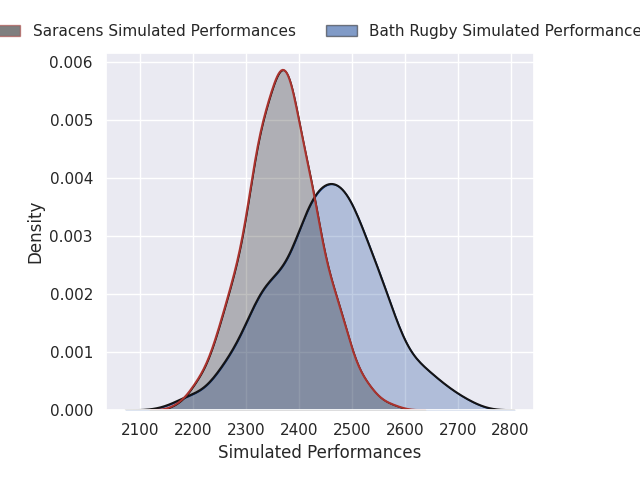 Saracens Simulated Performances Bath Rugby Simulated Performance
0.006
0.005
0.004
0.003
0.002
0.001
0.000
Density
2100 2200 2300 2400 2500 2600 2700 2800
Simulated Performances